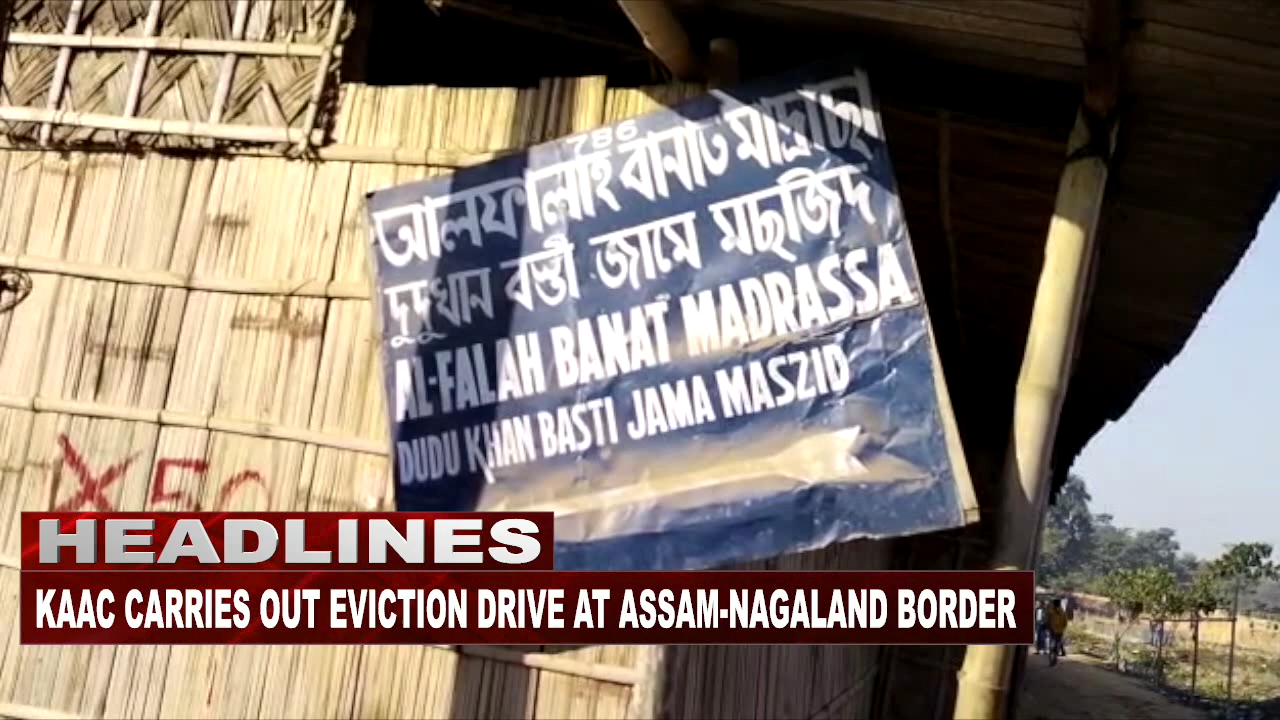 786
আলফালাহ বানাত মাদ্রাছা
দুদুখান বস্তী জামে মছজিদ
AL-FALAH BANAT MADRASSA
DUDU KHAN BASTI JAMA MASZID
X50
HEADLINES
KAAC CARRIES OUT EVICTION DRIVE AT ASSAM-NAGALAND BORDER